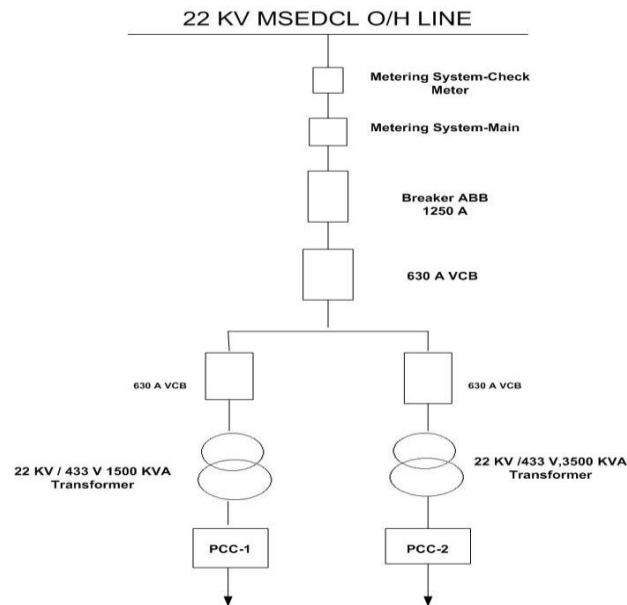 22 KV MSEDCL O/H LINE
Metering System-Check
Meter
Metering System-Main
Breaker ABB
1250 A
630 A VCB
630 A VCB
630 A VCB
22 KV / 433 V 1500 KVA
Transformer
22 KV /433 V,3500 KVA
Transformer
PCC-1
PCC-2